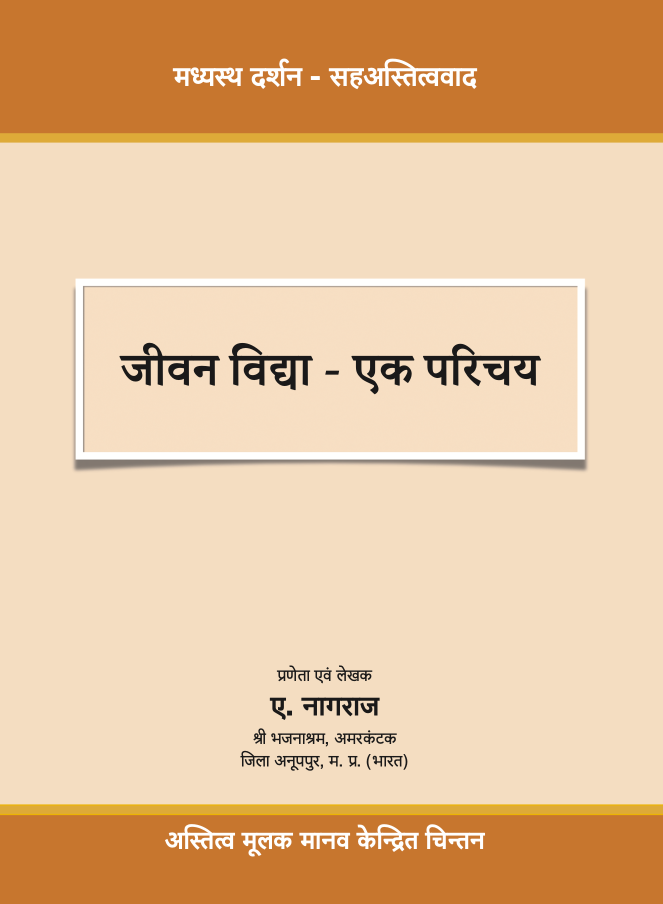 मध्यस्थ दर्शन - सहअस्तित्ववाद
जीवन विद्या - एक परिचय
प्रणेता एवं लेखक
ए. नागराज
श्री भजनाश्रम, अमरकंटक
जिला अनूपपुर, म. प्र. (भारत)
अस्तित्व मूलक मानव केन्द्रित चिन्तन